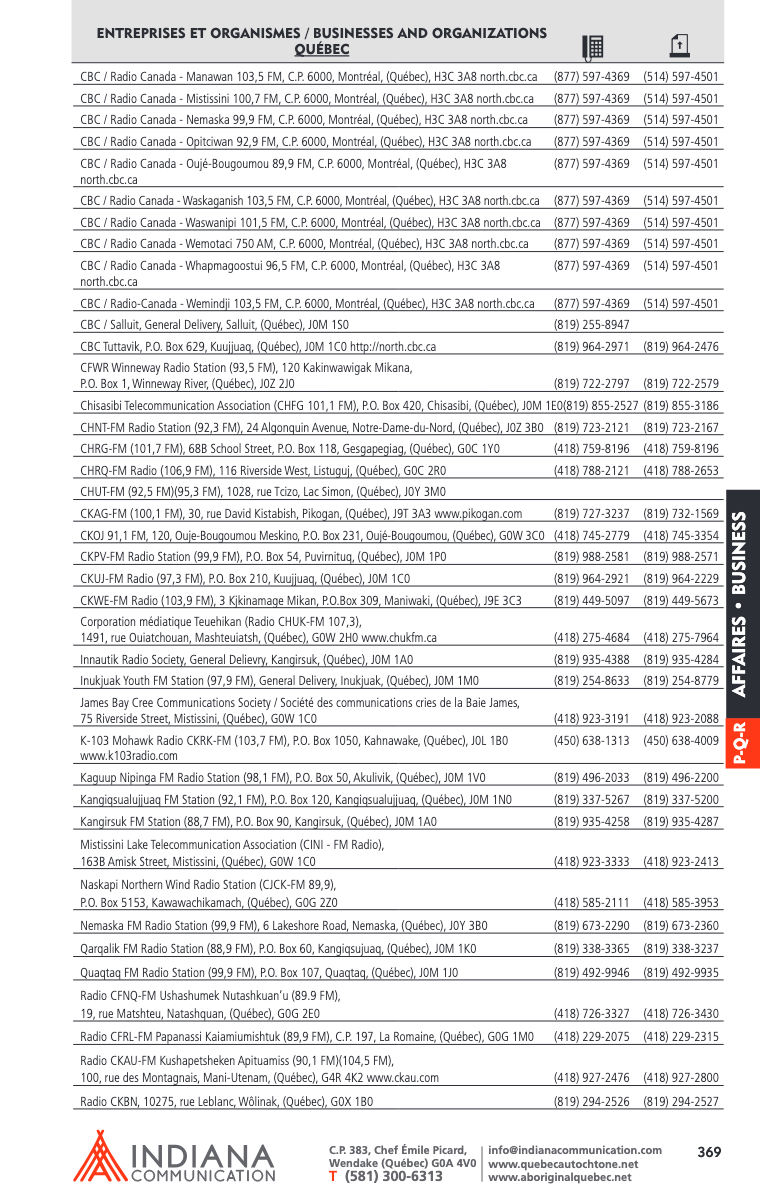 ENTREPRISES ET ORGANISMES / BUSINESSES AND ORGANIZATIONS
QUÉBEC
CBC / Radio Canada - Manawan 103,5 FM, C.P. 6000, Montréal, (Québec), H3C 3A8 north.cbc.ca (877) 597-4369 (514) 597-4501
CBC / Radio Canada - Mistissini 100,7 FM, C.P. 6000, Montréal, (Québec), H3C 3A8 north.cbc.ca (877) 597-4369 (514) 597-4501
CBC / Radio Canada - Nemaska 99,9 FM, C.P. 6000, Montréal, (Québec), H3C 3A8 north.cbc.ca (877) 597-4369 (514) 597-4501
CBC / Radio Canada - Opitciwan 92,9 FM, C.P. 6000, Montréal, (Québec), H3C 3A8 north.cbc.ca (877) 597-4369 (514) 597-4501
CBC / Radio Canada - Oujé-Bougoumou 89,9 FM, C.P. 6000, Montréal, (Québec), H3C 3A8 (877) 597-4369 (514) 597-4501
north.cbc.ca
CBC / Radio Canada - Waskaganish 103,5 FM, C.P. 6000, Montréal, (Québec), H3C 3A8 north.cbc.ca (877) 597-4369 (514) 597-4501
CBC / Radio Canada - Waswanipi 101,5 FM, C.P. 6000, Montréal, (Québec), H3C 3A8 north.cbc.ca (877) 597-4369 (514) 597-4501
CBC / Radio Canada - Wemotaci 750 AM, C.P. 6000, Montréal, (Québec), H3C 3A8 north.cbc.ca (877) 597-4369 (514) 597-4501
CBC / Radio Canada - Whapmagoostui 96,5 FM, C.P. 6000, Montréal, (Québec), H3C 3A8 (877) 597-4369 (514) 597-4501
north.cbc.ca
CBC / Radio-Canada - Wemindji 103,5 FM, C.P. 6000, Montréal, (Québec), H3C 3A8 north.cbc.ca (877) 597-4369 (514) 597-4501
CBC / Salluit, General Delivery, Salluit, (Québec), J0M 1S0 (819) 255-8947
CBC Tuttavik, P.O. Box 629, Kuujjuaq, (Québec), J0M 1C0 http://north.cbc.ca (819) 964-2971 (819) 964-2476
CFWR Winneway Radio Station (93,5 FM), 120 Kakinwawigak Mikana,
P.O. Box 1, Winneway River, (Québec), J0Z 2J0 (819) 722-2797 (819) 722-2579
Chisasibi Telecommunication Association (CHFG 101,1 FM), P.O. Box 420, Chisasibi, (Québec), J0M 1E0(819) 855-2527 (819) 855-3186
CHNT-FM Radio Station (92,3 FM), 24 Algonquin Avenue, Notre-Dame-du-Nord, (Québec), J0Z 3B0 (819) 723-2121 (819) 723-2167
CHRG-FM (101,7 FM), 68B School Street, P.O. Box 118, Gesgapegiag, (Québec), G0C 1Y0 (418) 759-8196 (418) 759-8196
CHRQ-FM Radio (106,9 FM), 116 Riverside West, Listuguj, (Québec), G0C 2R0 (418) 788-2121 (418) 788-2653
CHUT-FM (92,5 FM)(95,3 FM), 1028, rue Tcizo, Lac Simon, (Québec), J0Y 3M0
CKAG-FM (100,1 FM), 30, rue David Kistabish, Pikogan, (Québec), J9T 3A3 www.pikogan.com (819) 727-3237 (819) 732-1569
CKOJ 91,1 FM, 120, Ouje-Bougoumou Meskino, P.O. Box 231, Oujé-Bougoumou, (Québec), G0W 3C0 (418) 745-2779 (418) 745-3354
CKPV-FM Radio Station (99,9 FM), P.O. Box 54, Puvirnituq, (Québec), J0M 1P0 (819) 988-2581 (819) 988-2571
CKUJ-FM Radio (97,3 FM), P.O. Box 210, Kuujjuaq, (Québec), J0M 1C0 (819) 964-2921 (819) 964-2229
CKWE-FM Radio (103,9 FM), 3 Kjkinamage Mikan, P.O.Box 309, Maniwaki, (Québec), J9E 3C3 (819) 449-5097 (819) 449-5673
Corporation médiatique Teuehikan (Radio CHUK-FM 107,3),
1491, rue Ouiatchouan, Mashteuiatsh, (Québec), G0W 2H0 www.chukfm.ca (418) 275-4684 (418) 275-7964
Innautik Radio Society, General Delievry, Kangirsuk, (Québec), J0M 1A0 (819) 935-4388 (819) 935-4284
Inukjuak Youth FM Station (97,9 FM), General Delivery, Inukjuak, (Québec), J0M 1M0 (819) 254-8633 (819) 254-8779
James Bay Cree Communications Society / Société des communications cries de la Baie James,
75 Riverside Street, Mistissini, (Québec), G0W 1C0 (418) 923-3191 (418) 923-2088
K-103 Mohawk Radio CKRK-FM (103,7 FM), P.O. Box 1050, Kahnawake, (Québec), J0L 1B0 (450) 638-1313 (450) 638-4009
www.k103radio.com
Kaguup Nipinga FM Radio Station (98,1 FM), P.O. Box 50, Akulivik, (Québec), J0M 1V0 (819) 496-2033 (819) 496-2200
Kangiqsualujjuaq FM Station (92,1 FM), P.O. Box 120, Kangiqsualujjuaq, (Québec), J0M 1N0 (819) 337-5267 (819) 337-5200
Kangirsuk FM Station (88,7 FM), P.O. Box 90, Kangirsuk, (Québec), J0M 1A0 (819) 935-4258 (819) 935-4287
Mistissini Lake Telecommunication Association (CINI - FM Radio),
163B Amisk Street, Mistissini, (Québec), G0W 1C0 (418) 923-3333 (418) 923-2413
Naskapi Northern Wind Radio Station (CJCK-FM 89,9),
P.O. Box 5153, Kawawachikamach, (Québec), G0G 2Z0 (418) 585-2111 (418) 585-3953
Nemaska FM Radio Station (99,9 FM), 6 Lakeshore Road, Nemaska, (Québec), J0Y 3B0 (819) 673-2290 (819) 673-2360
Qarqalik FM Radio Station (88,9 FM), P.O. Box 60, Kangiqsujuaq, (Québec), J0M 1K0 (819) 338-3365 (819) 338-3237
Quaqtaq FM Radio Station (99,9 FM), P.O. Box 107, Quaqtaq, (Québec), J0M 1J0 (819) 492-9946 (819) 492-9935
Radio CFNQ-FM Ushashumek Nutashkuan’u (89.9 FM),
19, rue Matshteu, Natashquan, (Québec), G0G 2E0 (418) 726-3327 (418) 726-3430
Radio CFRL-FM Papanassi Kaiamiumishtuk (89,9 FM), C.P. 197, La Romaine, (Québec), G0G 1M0 (418) 229-2075 (418) 229-2315
Radio CKAU-FM Kushapetsheken Apituamiss (90,1 FM)(104,5 FM),
100, rue des Montagnais, Mani-Utenam, (Québec), G4R 4K2 www.ckau.com (418) 927-2476 (418) 927-2800
Radio CKBN, 10275, rue Leblanc, Wôlinak, (Québec), G0X 1B0 (819) 294-2526 (819) 294-2527
AFFAIRES • BUSINESS
P-Q-R
INDIANA
COMMUNICATION
C.P. 383, Chef Émile Picard,
Wendake (Québec) G0A 4V0
T (581) 300-6313
info@indianacommunication.com
www.quebecautochtone.net
www.aboriginalquebec.net
369